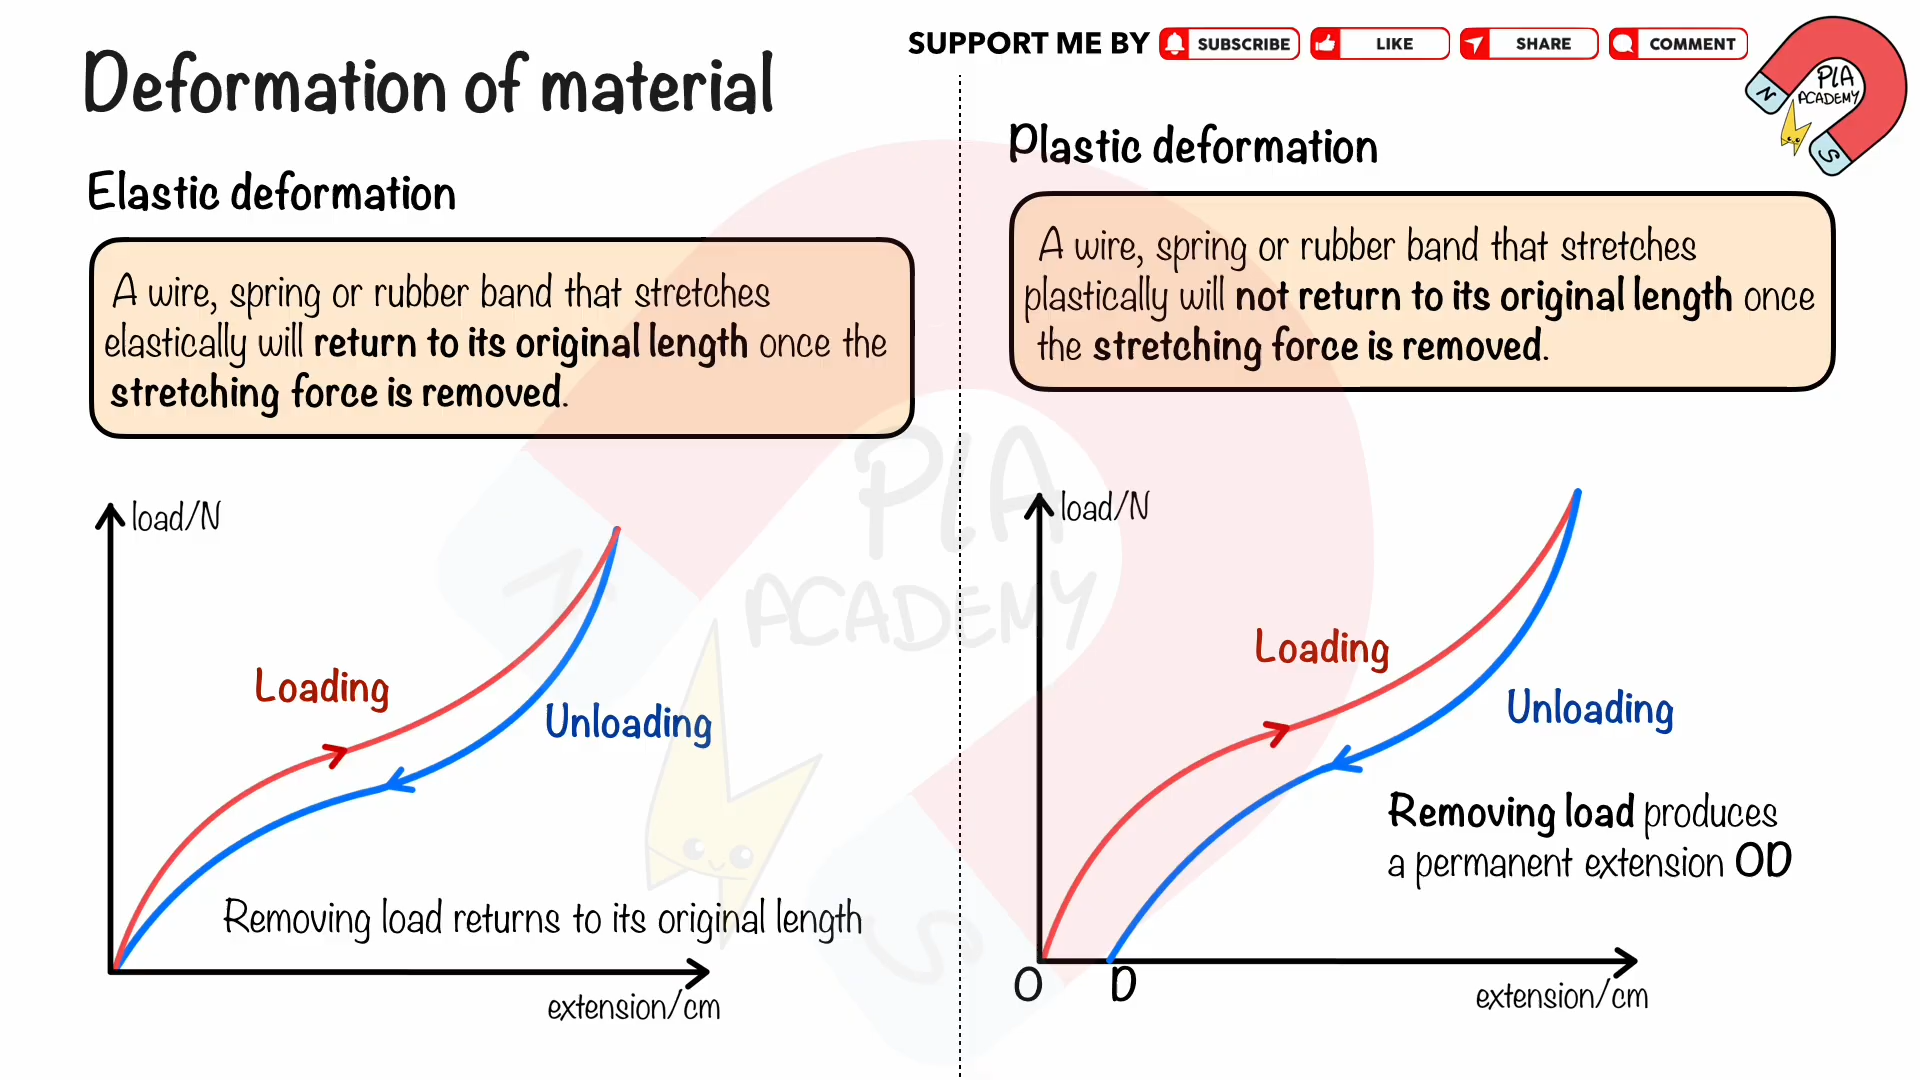 SUPPORT ME BY SUBSCRIBE LIKE SHARE COMMENT
PLA
ACADEMY
N
S
Deformation of material
Elastic deformation
A wire, spring or rubber band that stretches
elastically will return to its original length once the
stretching force is removed.
load/N
Loading
Unloading
Removing load returns to its original length
extension/cm
Plastic deformation
A wire, spring or rubber band that stretches
plastically will not return to its original length once
the stretching force is removed.
load/N
Loading
Unloading
Removing load produces
a permanent extension OD
O D
extension/cm
PLA
ACADEMY
N
S